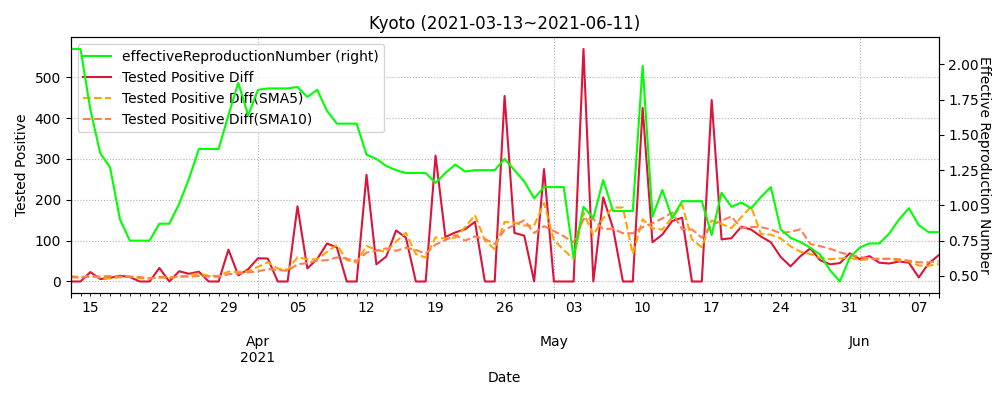 Kyoto (2021-03-13~2021-06-11)
effectiveReproductionNumber (right)
Tested Positive Diff
Tested Positive Diff(SMA5)
Tested Positive Diff(SMA10)
Tested Positive
500
400
300
200
100
0
2.00
1.75
1.50
1.25
1.00
0.75
0.50
Effective Reproduction Number
15 22 29 05 12 19 26 03 10 17 24 31 07
Apr May Jun
2021
Date